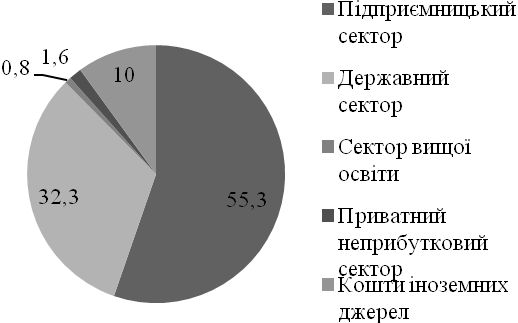 1,6
0,8
10
32,3
55,3
Підприємницький
сектор
Державний
сектор
Сектор вищої
освіти
Приватний
неприбутковий
сектор
Кошти іноземних
джерел